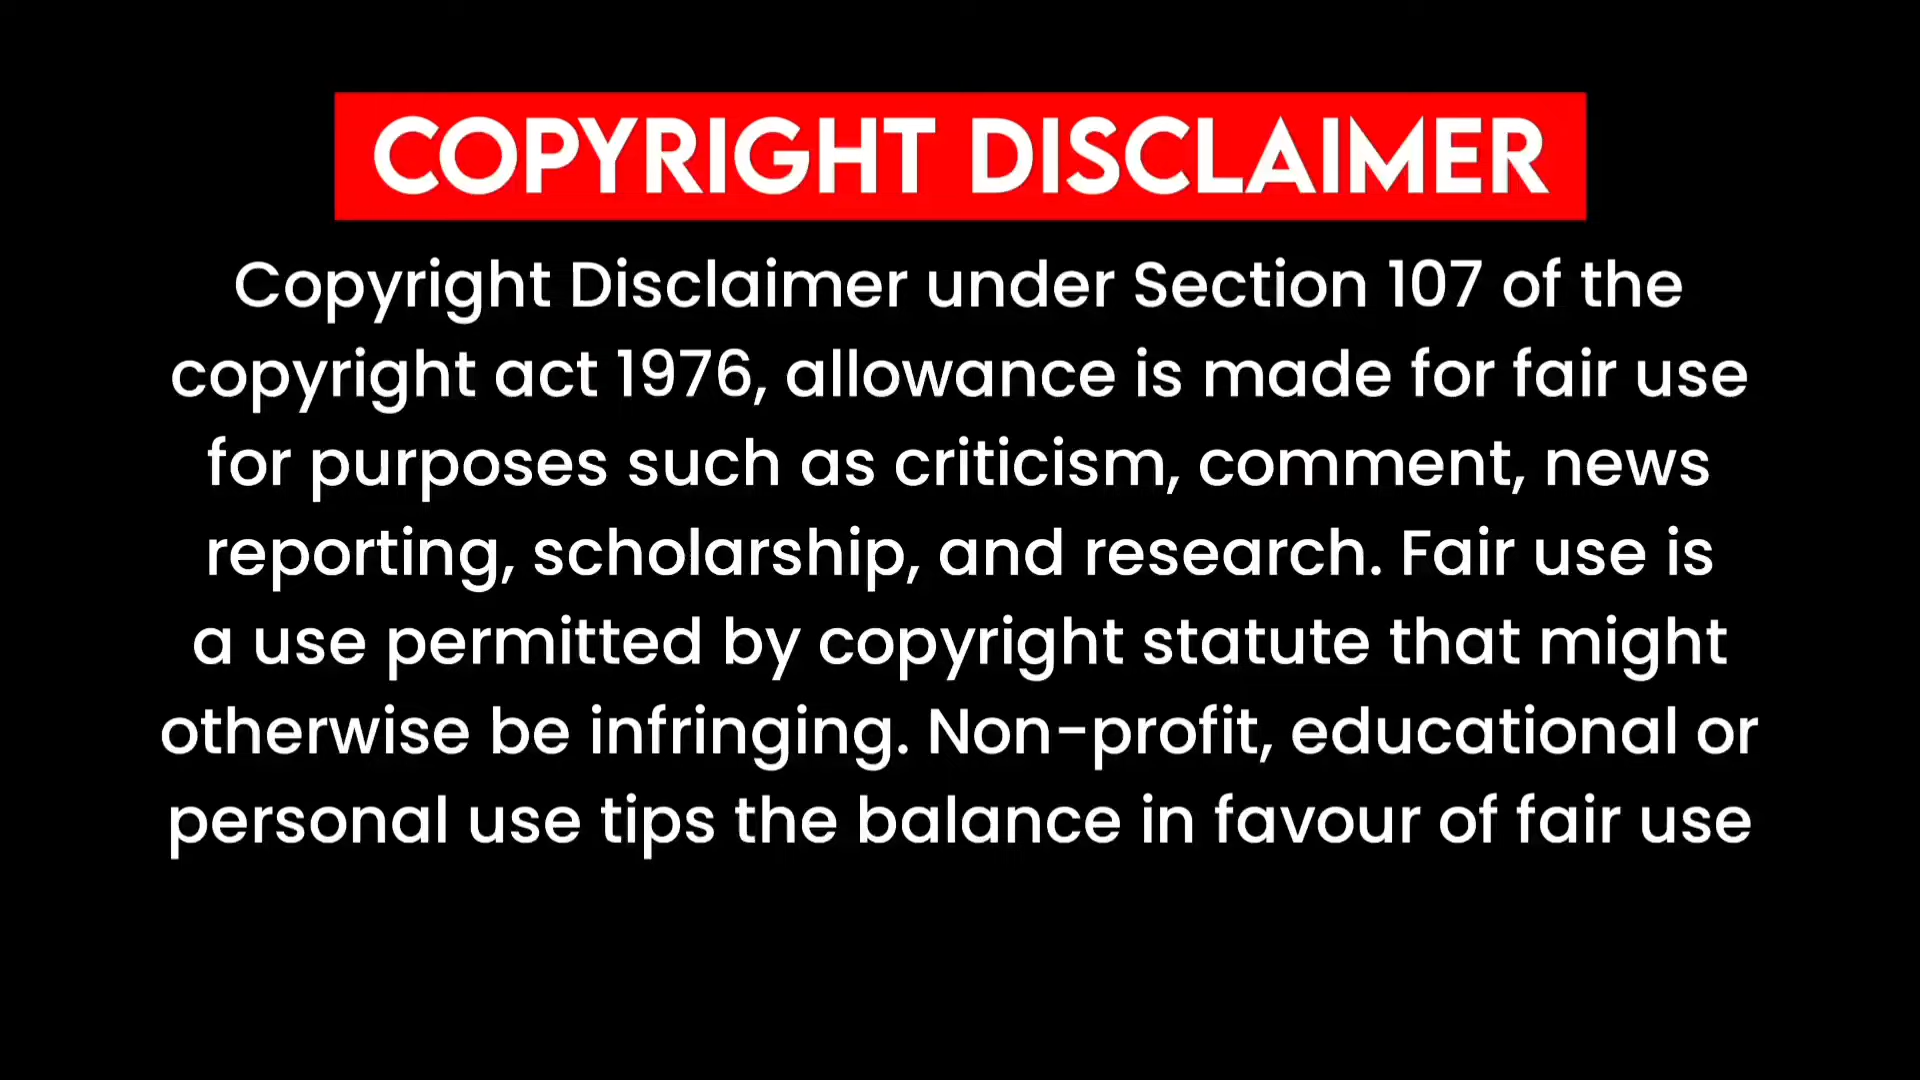 COPYRIGHT DISCLAIMER
Copyright Disclaimer under Section 107 of the
copyright act 1976, allowance is made for fair use
for purposes such as criticism, comment, news
reporting, scholarship, and research. Fair use is
a use permitted by copyright statute that might
otherwise be infringing. Non-profit, educational or
personal use tips the balance in favour of fair use